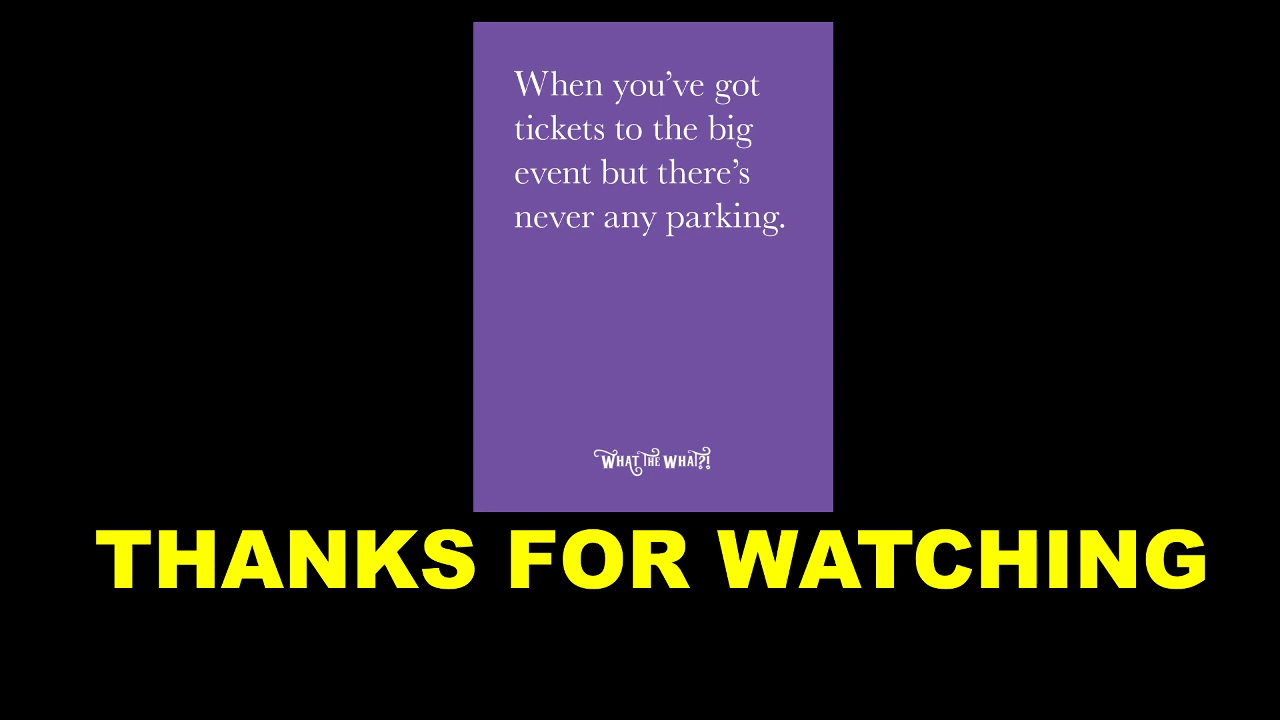 When you've got
tickets to the big
event but there's
never any parking.
WHAT THE WHAT?!
THANKS FOR WATCHING